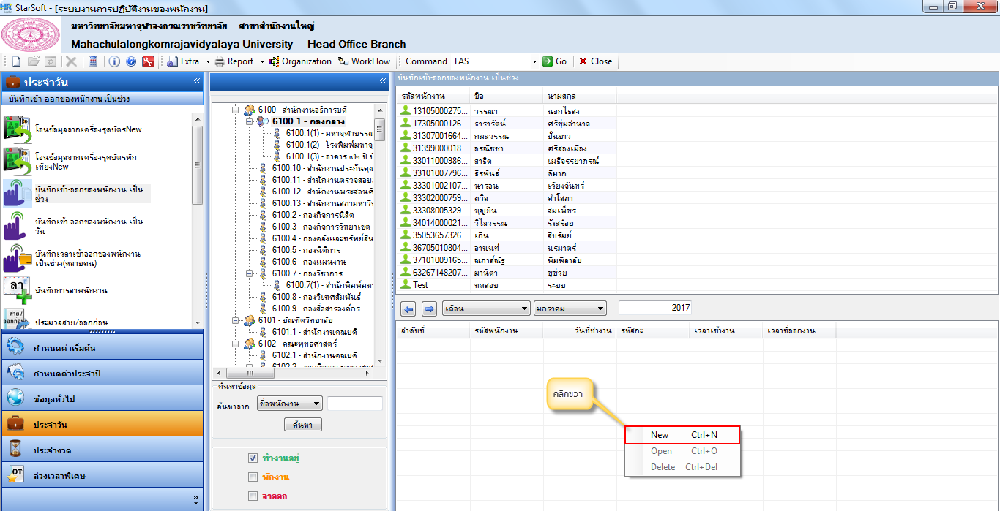 StarSoft - [ระบบงานการปฏิบัติงานของพนักงาน]
มหาวิทยาลัยมหาจุฬาลงกรณราชวิทยาลัย สาขาสำนักงานใหญ่
Mahachulalongkornrajavidyalaya University Head Office Branch
Extra Report Organization WorkFlow Command TAS Go Close
ประจำวัน
บันทึกเข้า-ออกของพนักงาน เป็นช่วง
โอนข้อมูลจากเครื่องรูดบัตรNew
โอนข้อมูลจากเครื่องรูดบัตรพัก
เที่ยงNew
บันทึกเข้า-ออกของพนักงาน เป็น
ช่วง
บันทึกเข้า-ออกของพนักงาน เป็น
วัน
บันทึกเวลาเข้าออกของพนักงาน
เป็นช่วง(หลายคน)
ลา
บันทึกการลาพนักงาน
สาย/
ออกก่อน
ประมวลสาย/ออกก่อน
กำหนดค่าเริ่มต้น
กำหนดค่าประจำปี
ข้อมูลทั่วไป
ประจำวัน
ประจำงวด
OT
ล่วงเวลาพิเศษ
6100 - สำนักงานอธิการบดี
6100.1 - กองกลาง
6100.1(1) - มหาจุฬาบรรณ
6100.1(2) - โรงพิมพ์มหาจุ
6100.1(3) - อาคาร ๙๒ ปี ปั
6100.10 - สำนักงานประกันคุณ
6100.11 - สำนักงานตรวจสอบ
6100.12 - สำนักงานพระสอนศี
6100.13 - สำนักงานสภามหาวิ
6100.2 - กองกิจการนิสิต
6100.3 - กองกิจการวิทยาเขต
6100.4 - กองคลังและทรัพย์สิน
6100.5 - กองนิติการ
6100.6 - กองแผนงาน
6100.7 - กองวิชาการ
6100.7(1) - สำนักพิมพ์มหา
6100.8 - กองวิเทศสัมพันธ์
6100.9 - กองสื่อสารองค์กร
6101 - บัณฑิตวิทยาลัย
6101.1 - สำนักงานคณบดี
6102 - คณะพุทธศาสตร์
6102.1 - สำนักงานคณบดี
ค้นหาข้อมูล
ค้นหาจาก ชื่อพนักงาน
ค้นหา
ทำงานอยู่
พักงาน
ลาออก
บันทึกเข้า-ออกของพนักงาน เป็นช่วง
รหัสพนักงาน ชื่อ นามสกุล
13105000275... วรรณา นอกไธสง
17305000126... ธารารัตน์ ศรีชุ่มอำนาจ
31307001664... กมลวรรณ ปั้นขาว
31399000018... อรณิชชา ศรีสองเมือง
33011000986... สาธิต เมธีจรรยาภรณ์
33101007796... ธีรพันธ์ ดีมาก
33301002107... นารอน เวียงจันทร์
33302000759... ถวิล คำโสภา
33308005329... บุญยืน สมเพ็ชร
34014000021... วิไลวรรณ รังสร้อย
35053657326... เกิน สืบรัมย์
36705010804... อานนท์ นรมาตร์
37101009165... ณภาส์ณัฐ พิมพิลาลัย
63267148207... มานิตา ชูช่วย
Test ทดสอบ ระบบ
เดือน มกราคม 2017
ลำดับที่ รหัสพนักงาน วันที่ทำงาน รหัสกะ เวลาเข้างาน เวลาที่ออกงาน
คลิกขวา
New Ctrl+N
Open Ctrl+O
Delete Ctrl+Del